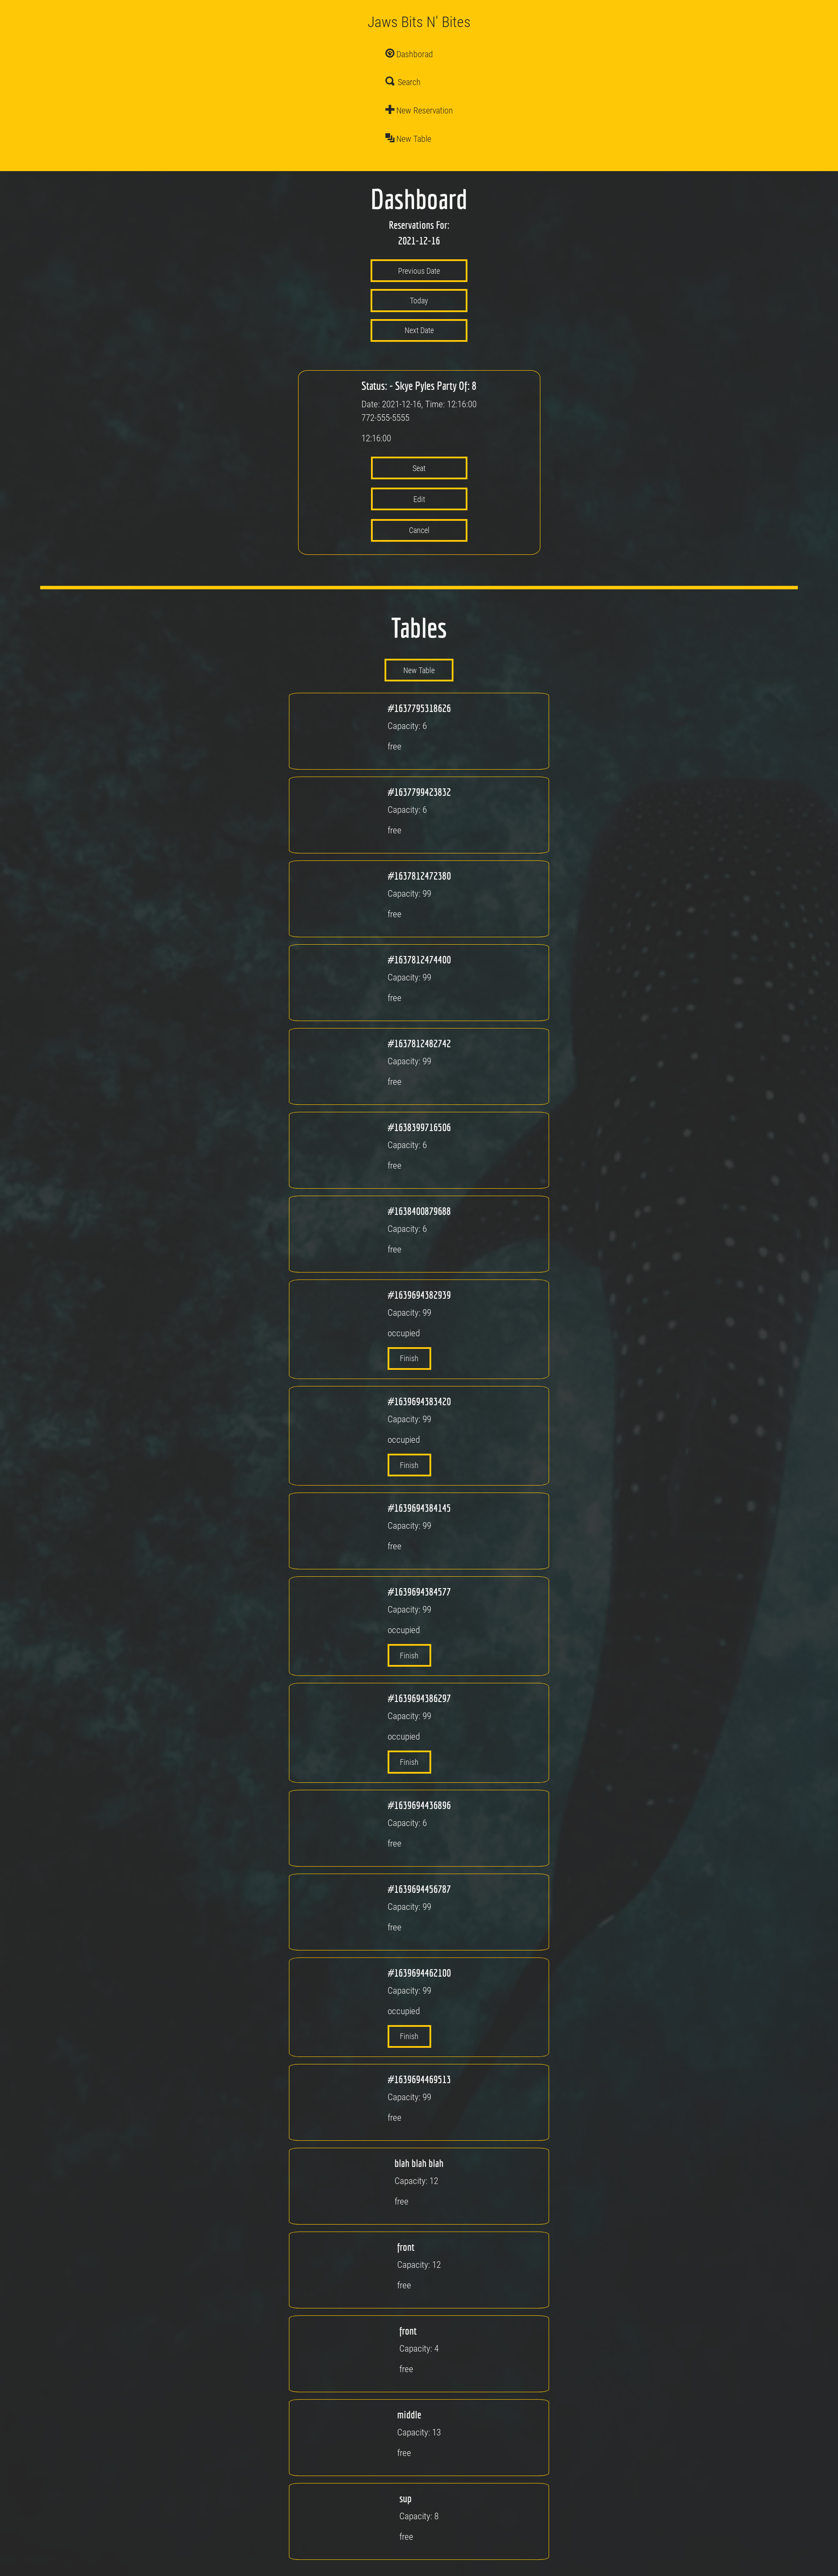 Jaws Bits N' Bites
Dashborad
Search
New Reservation
New Table
Dashboard
Reservations For:
2021-12-16
Previous Date
Today
Next Date
Status: - Skye Pyles Party Of: 8
Date: 2021-12-16, Time: 12:16:00
772-555-5555
12:16:00
Seat
Edit
Cancel
Tables
New Table
#1637795318626
Capacity: 6
free
#1637799423832
Capacity: 6
free
#1637812472380
Capacity: 99
free
#1637812474400
Capacity: 99
free
#1637812482742
Capacity: 99
free
#1638399716506
Capacity: 6
free
#1638400879688
Capacity: 6
free
#1639694382939
Capacity: 99
occupied
Finish
#1639694383420
Capacity: 99
occupied
Finish
#1639694384145
Capacity: 99
free
#1639694384577
Capacity: 99
occupied
Finish
#1639694386297
Capacity: 99
occupied
Finish
#1639694436896
Capacity: 6
free
#1639694456787
Capacity: 99
free
#1639694462100
Capacity: 99
occupied
Finish
#1639694469513
Capacity: 99
free
blah blah blah
Capacity: 12
free
front
Capacity: 12
free
front
Capacity: 4
free
middle
Capacity: 13
free
sup
Capacity: 8
free